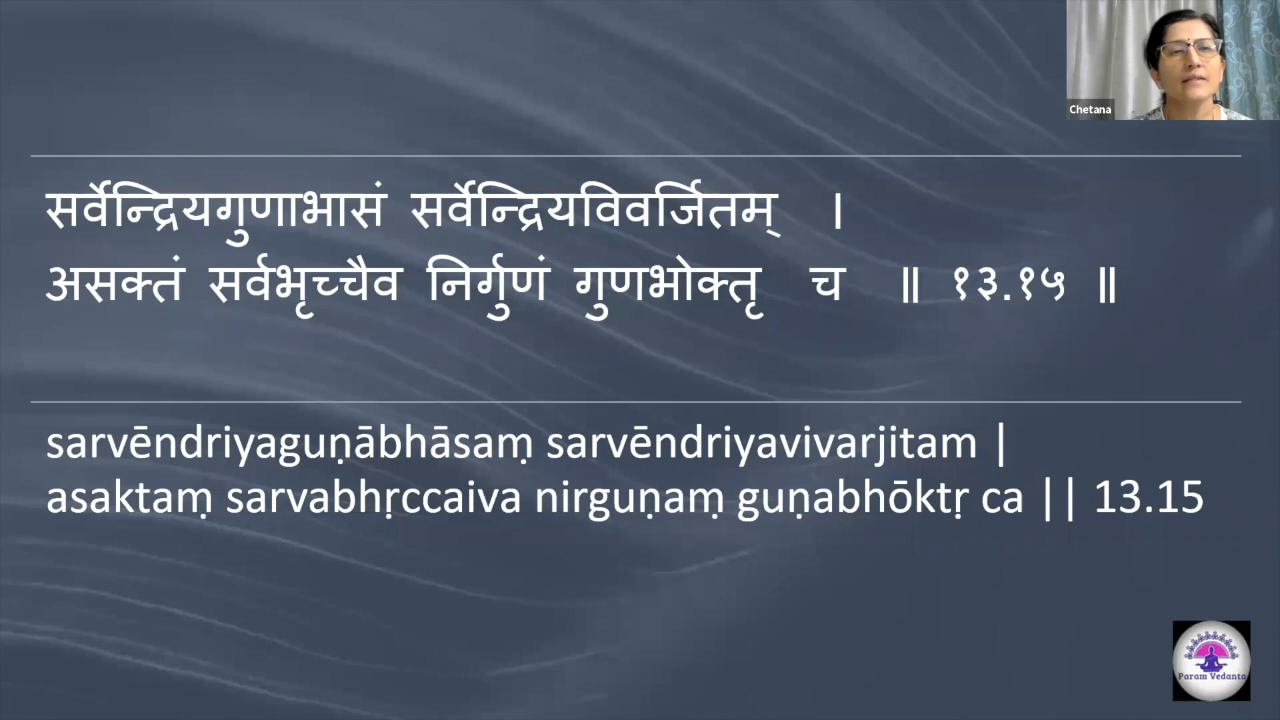 Chetana
सर्वेन्द्रियगुणाभासं सर्वेन्द्रियविवर्जितम् ।
असक्तं सर्वभृच्चैव निर्गुणं गुणभोक्तृ च ॥ १३.१५ ॥
sarvēndriyaguṇābhāsaṃ sarvēndriyavivarjitam |
asaktaṃ sarvabhṛccaiva nirguṇaṃ guṇabhōktṛ ca || 13.15
Param Vedanta